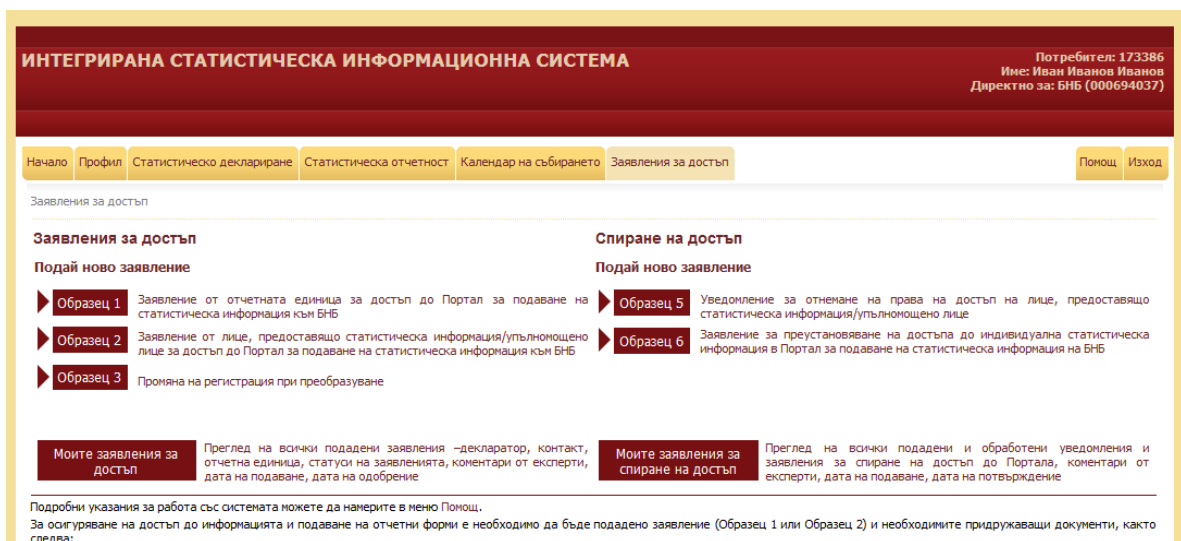 ИНТЕГРИРАНА СТАТИСТИЧЕСКА ИНФОРМАЦИОННА СИСТЕМА
Потребител: 173386
Име: Иван Иванов Иванов
Директно за: БНБ (000694037)
Начало Профил Статистическо деклариране Статистическа отчетност Календар на събирането Заявления за достъп Помощ Изход
Заявления за достъп
Заявления за достъп
Подай ново заявление
Образец 1
Заявление от отчетната единица за достъп до Портал за подаване на
статистическа информация към БНБ
Образец 2
Заявление от лице, предоставящо статистическа информация/упълномощено
лице за достъп до Портал за подаване на статистическа информация към БНБ
Образец 3
Промяна на регистрация при преобразуване
Моите заявления за
достъп
Преглед на всички подадени заявления –декларатор, контакт,
отчетна единица, статуси на заявленията, коментари от експерти,
дата на подаване, дата на одобрение
Спиране на достъп
Подай ново заявление
Образец 5
Уведомление за отнемане на права на достъп на лице, предоставящо
статистическа информация/упълномощено лице
Образец 6
Заявление за преустановяване на достъпа до индивидуална статистическа
информация в Портал за подаване на статистическа информация на БНБ
Моите заявления за
спиране на достъп
Преглед на всички подадени и обработени уведомления и
заявления за спиране на достъп до Портала, коментари от
експерти, дата на подаване, дата на потвърждение
Подробни указания за работа със системата можете да намерите в меню Помощ.
За осигуряване на достъп до информацията и подаване на отчетни форми е необходимо да бъде подадено заявление (Образец 1 или Образец 2) и необходимите придружаващи документи, както
следва: